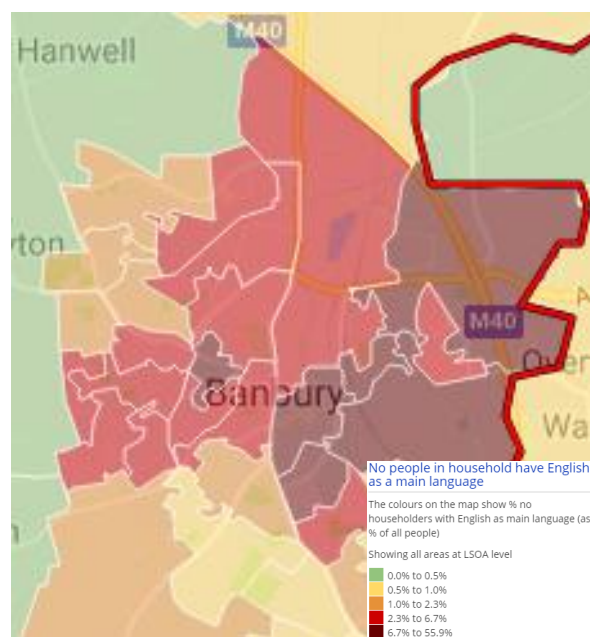 M40
Hanwell
yton
M40
Over
Banbury
Wa
No people in household have English
as a main language
The colours on the map show % no
householders with English as main language (as
% of all people)
Showing all areas at LSOA level
0.0% to 0.5%
0.5% to 1.0%
1.0% to 2.3%
2.3% to 6.7%
6.7% to 55.9%